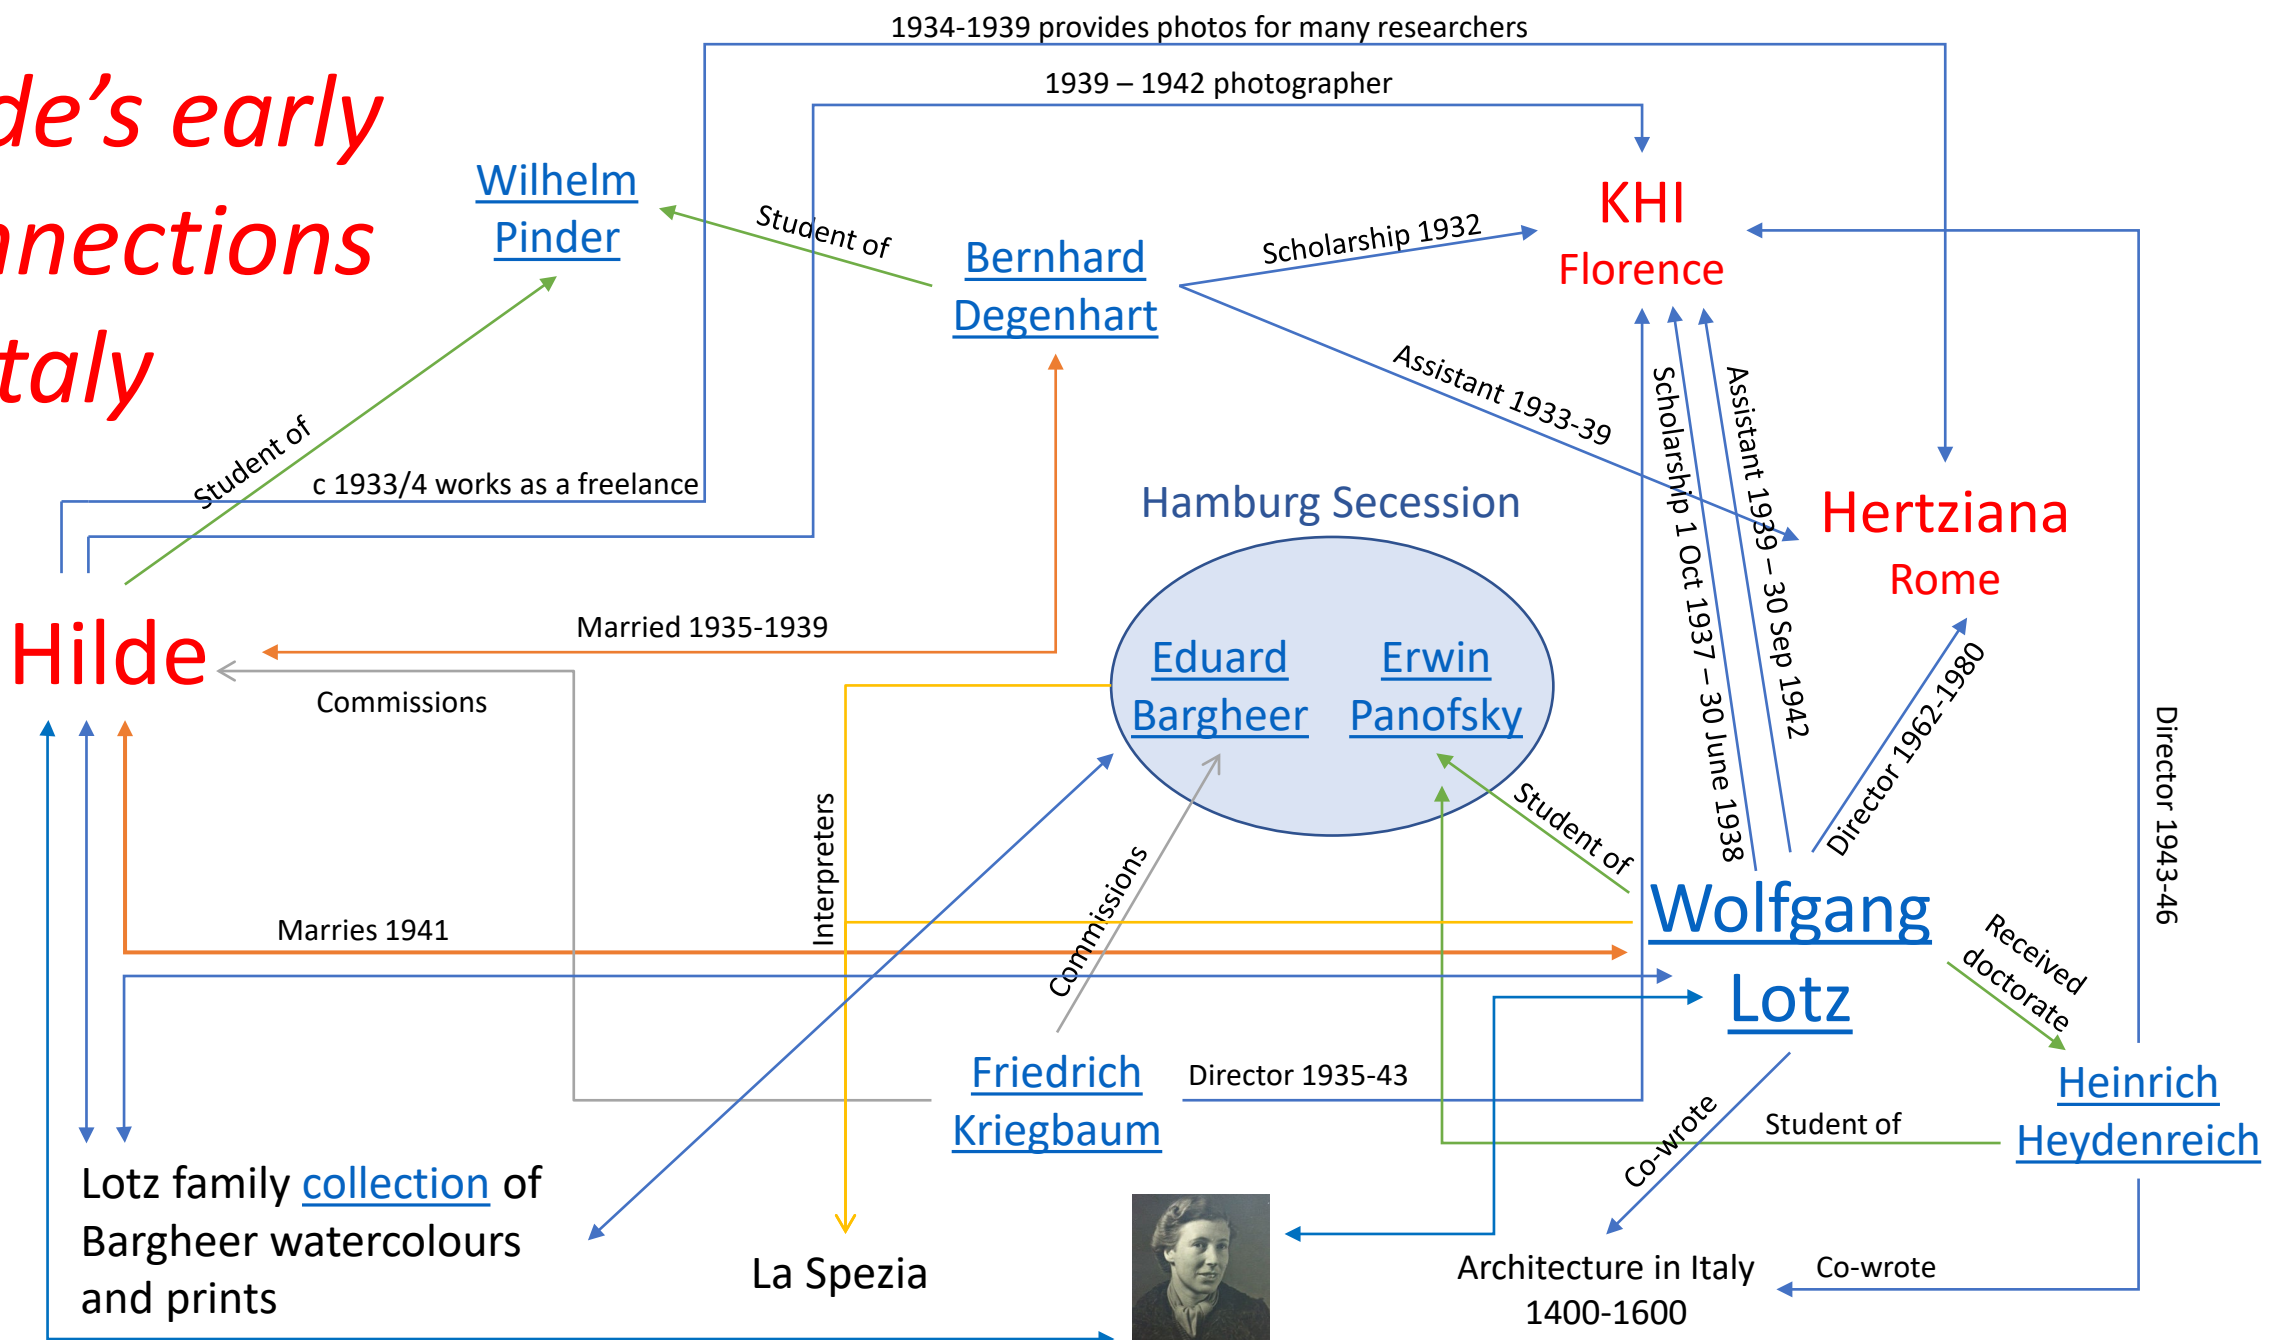 1934-1939 provides photos for many researchers
1939 – 1942 photographer
de’s early
nnections
taly
Wilhelm
Pinder
Student of
Bernhard
Degenhart
Scholarship 1932
KHI
Florence
Assistant 1933-39
Scholarship 1 Oct 1937 – 30 June 1938
Assistant 1939 – 30 Sep 1942
Student of
c 1933/4 works as a freelance
Hamburg Secession
Hertziana
Rome
Hilde
Married 1935-1939
Commissions
Eduard
Bargheer
Erwin
Panofsky
Director 1962-1980
Director 1943-46
Interpreters
Commissions
Student of
Marries 1941
Wolfgang
Lotz
Received
doctorate
Friedrich
Kriegbaum
Director 1935-43
Heinrich
Heydenreich
Student of
Co-wrote
Lotz family collection of
Bargheer watercolours
and prints
La Spezia
Architecture in Italy
1400-1600
Co-wrote